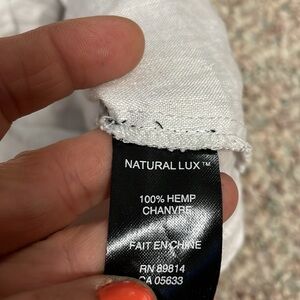 NATURAL LUX™
100% HEMP
CHANVRE
FAIT EN CHINE
RN 89814
CA 05633